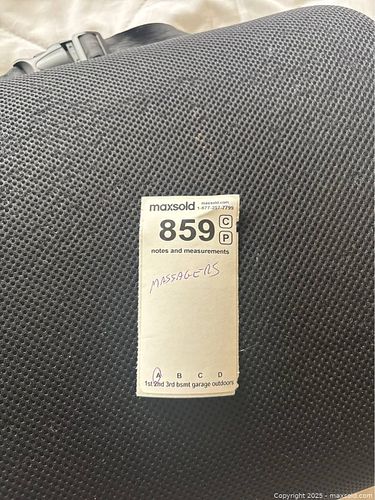 maxsold maxsold.com
1-877-257-7799
859 C
P
notes and measurements
MASSAGERS
A B C D
1st 2nd 3rd bsmt garage outdoors
Copyright 2025 - maxsold.com